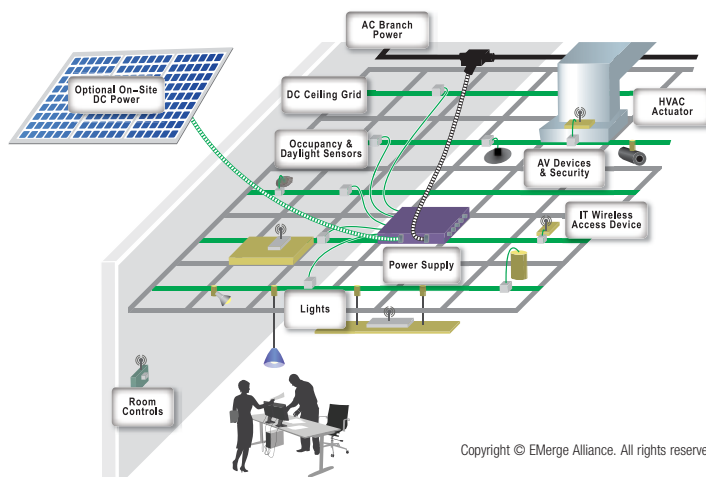 AC Branch
Power
Optional On–Site
DC Power
DC Ceiling Grid
HVAC
Actuator
Occupancy &
Daylight Sensors
AV Devices
& Security
IT Wireless
Access Device
Power Supply
Lights
Room
Controls
Copyright © EMerge Alliance. All rights reserve